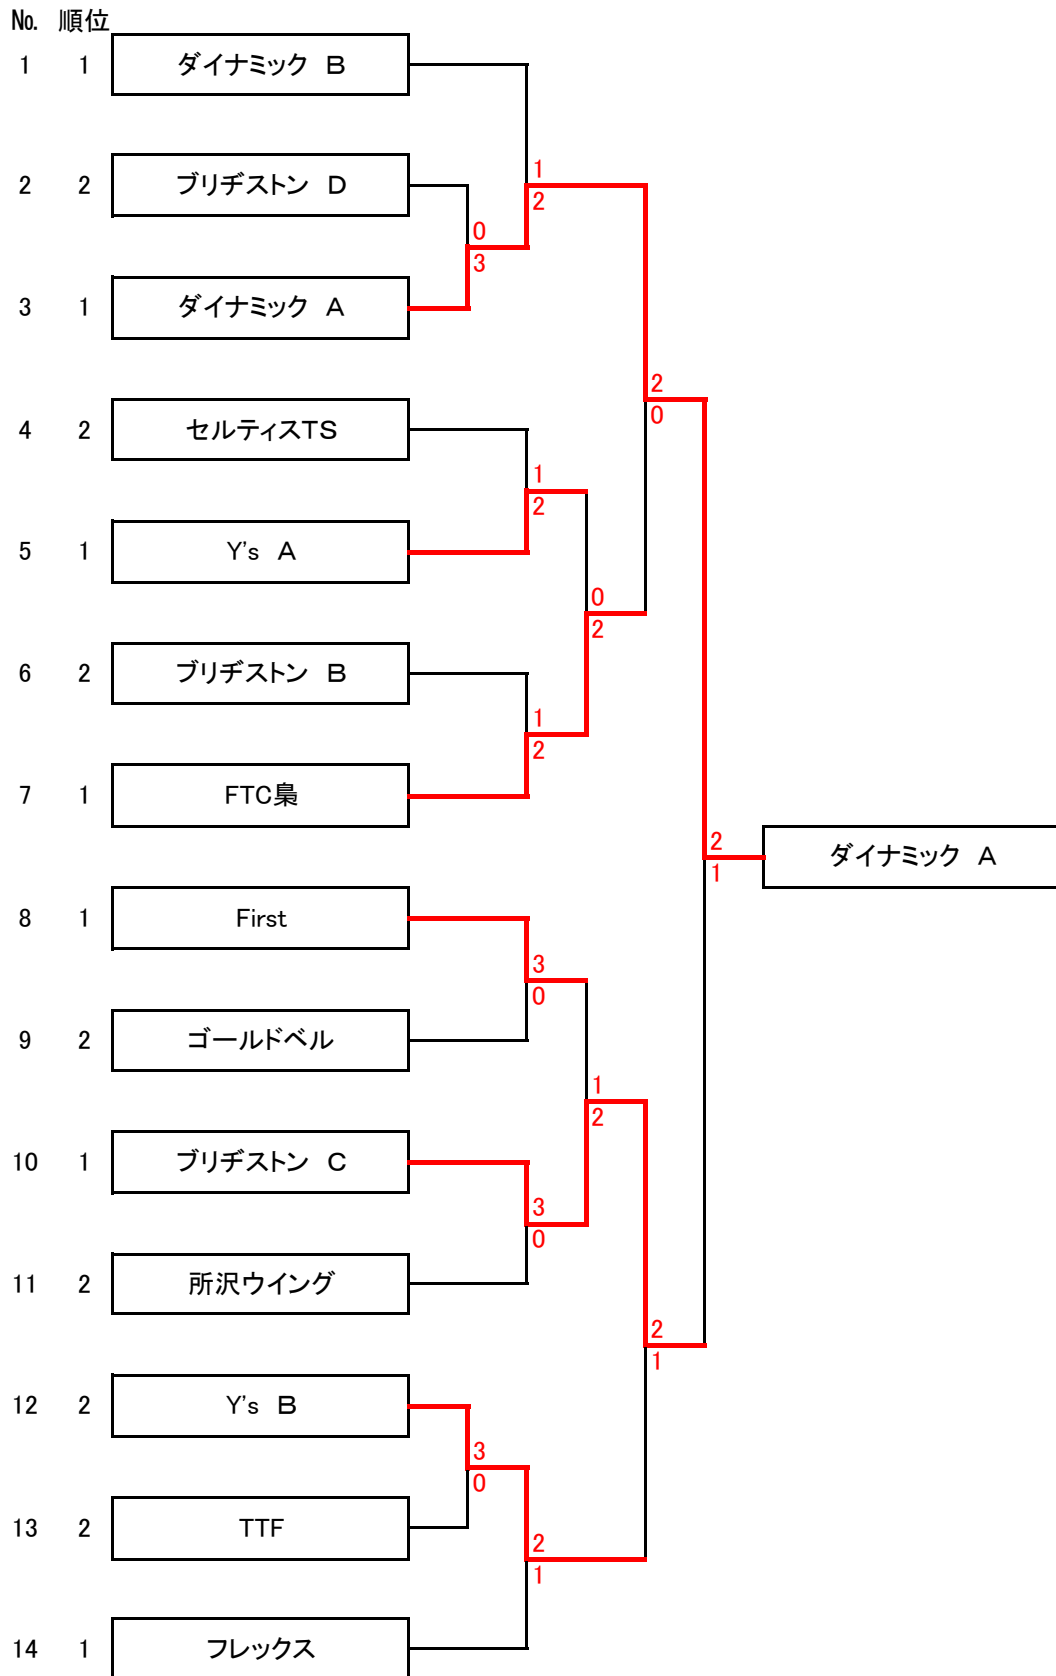 No. 順位
1 1 ダイナミック B
1
2 2 ブリヂストン D
2
0
3
3 1 ダイナミック A
2
0
4 2 セルティスTS
1
2
5 1 Y's A
0
2
6 2 ブリヂストン B
1
2
7 1 FTC梟
2
ダイナミック A
1
8 1 First
3
0
9 2 ゴールドベル
1
2
10 1 ブリヂストン C
3
0
11 2 所沢ウイング
2
1
12 2 Y's B
3
0
13 2 TTF
2
1
14 1 フレックス